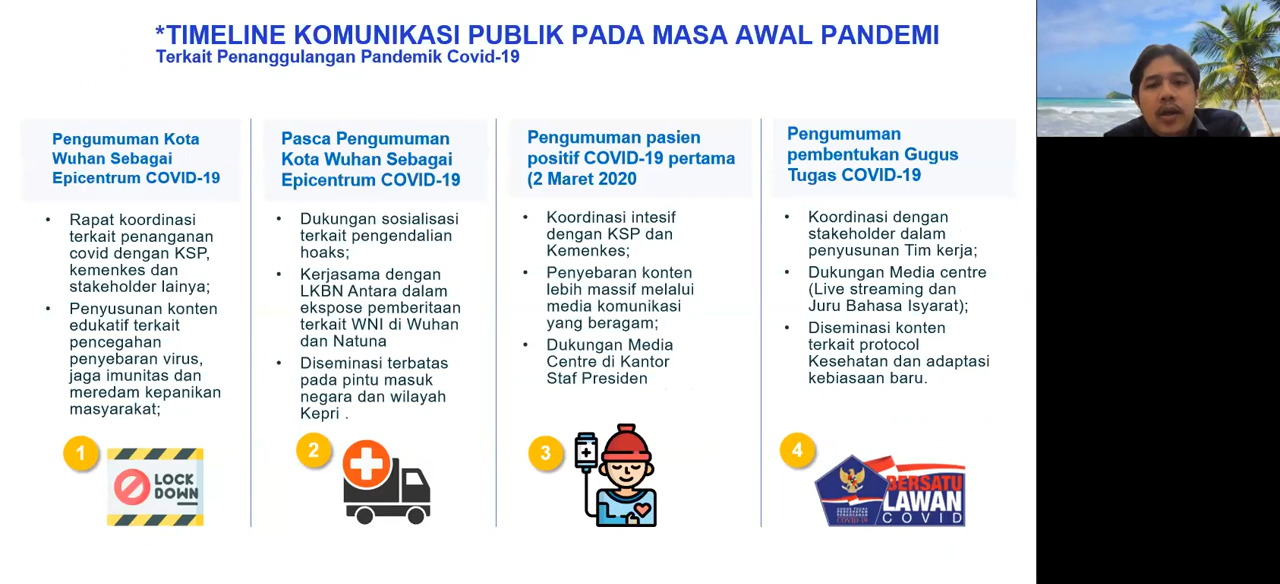 *TIMELINE KOMUNIKASI PUBLIK PADA MASA AWAL PANDEMI
Terkait Penanggulangan Pandemik Covid-19
Pengumuman Kota
Wuhan Sebagai
Epicentrum COVID-19
• Rapat koordinasi
terkait penanganan
covid dengan KSP,
kemenkes dan
stakeholder lainya;
• Penyusunan konten
edukatif terkait
pencegahan
penyebaran virus,
jaga imunitas dan
meredam kepanikan
masyarakat;
1
LOCK
DOWN
Pasca Pengumuman
Kota Wuhan Sebagai
Epicentrum COVID-19
• Dukungan sosialisasi
terkait pengendalian
hoaks;
• Kerjasama dengan
LKBN Antara dalam
ekspose pemberitaan
terkait WNI di Wuhan
dan Natuna
• Diseminasi terbatas
pada pintu masuk
negara dan wilayah
Kepri .
2
Pengumuman pasien
positif COVID-19 pertama
(2 Maret 2020
• Koordinasi intesif
dengan KSP dan
Kemenkes;
• Penyebaran konten
lebih massif melalui
media komunikasi
yang beragam;
• Dukungan Media
Centre di Kantor
Staf Presiden
3
Pengumuman
pembentukan Gugus
Tugas COVID-19
• Koordinasi dengan
stakeholder dalam
penyusunan Tim kerja;
• Dukungan Media centre
(Live streaming dan
Juru Bahasa Isyarat);
• Diseminasi konten
terkait protocol
Kesehatan dan adaptasi
kebiasaan baru.
4
GUGUS TUGAS
PERCEPATAN
PENANGANAN
COVID-19
BERSATU
LAWAN
COVID